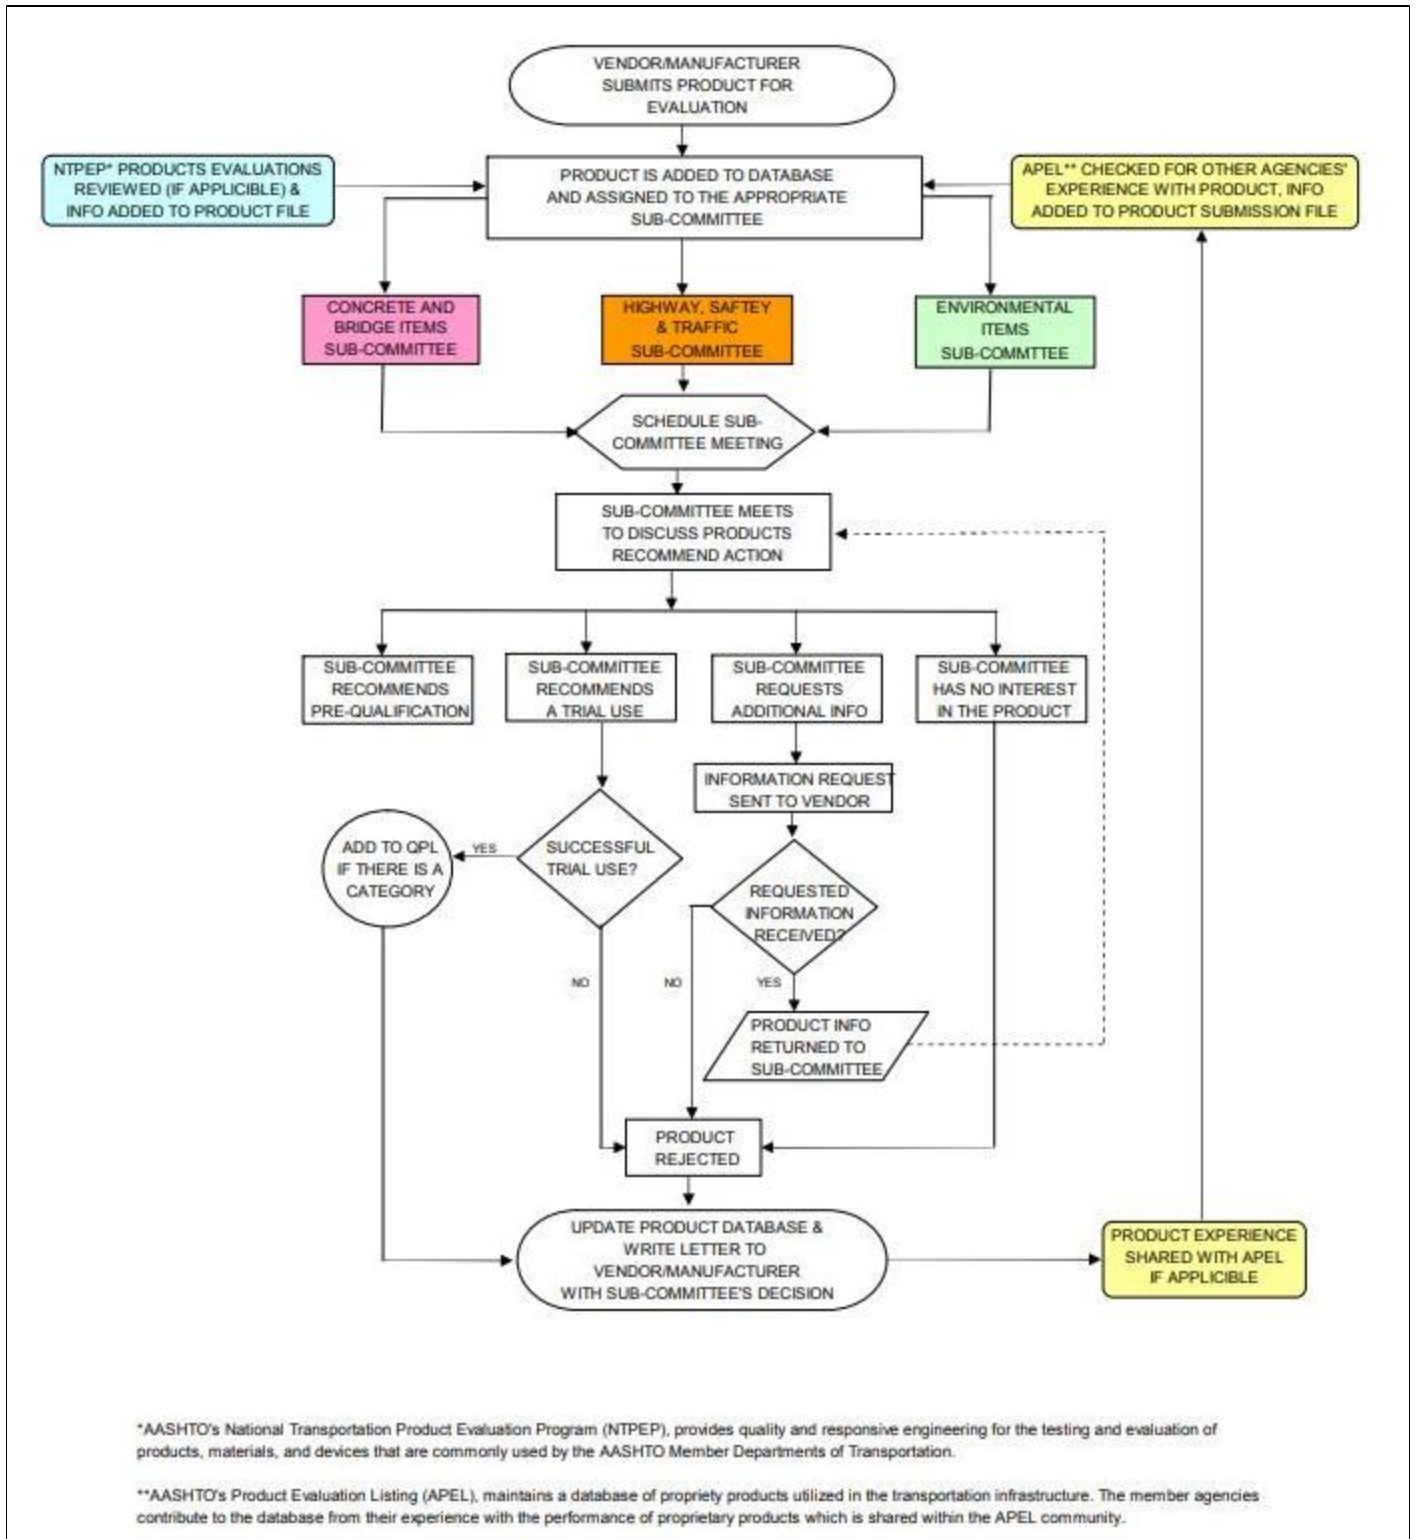 VENDOR/MANUFACTURER
SUBMITS PRODUCT FOR
EVALUATION
NTPEP* PRODUCTS EVALUATIONS
REVIEWED (IF APPLICIBLE) &
INFO ADDED TO PRODUCT FILE
PRODUCT IS ADDED TO DATABASE
AND ASSIGNED TO THE APPROPRIATE
SUB-COMMITTEE
APEL** CHECKED FOR OTHER AGENCIES'
EXPERIENCE WITH PRODUCT, INFO
ADDED TO PRODUCT SUBMISSION FILE
CONCRETE AND
BRIDGE ITEMS
SUB-COMMITTEE
HIGHWAY, SAFTEY
& TRAFFIC
SUB-COMMITTEE
ENVIRONMENTAL
ITEMS
SUB-COMMTTEE
SCHEDULE SUB-
COMMITTEE MEETING
SUB-COMMITTEE MEETS
TO DISCUSS PRODUCTS
RECOMMEND ACTION
SUB-COMMITTEE
RECOMMENDS
PRE-QUALIFICATION
SUB-COMMITTEE
RECOMMENDS
A TRIAL USE
SUB-COMMITTEE
REQUESTS
ADDITIONAL INFO
SUB-COMMITTEE
HAS NO INTEREST
IN THE PRODUCT
INFORMATION REQUEST
SENT TO VENDOR
ADD TO QPL
IF THERE IS A
CATEGORY
YES
SUCCESSFUL
TRIAL USE?
REQUESTED
INFORMATION
RECEIVED?
NO
NO
YES
PRODUCT INFO
RETURNED TO
SUB-COMMITTEE
PRODUCT
REJECTED
UPDATE PRODUCT DATABASE &
WRITE LETTER TO
VENDOR/MANUFACTURER
WITH SUB-COMMITTEE'S DECISION
PRODUCT EXPERIENCE
SHARED WITH APEL
IF APPLICIBLE
*AASHTO's National Transportation Product Evaluation Program (NTPEP), provides quality and responsive engineering for the testing and evaluation of
products, materials, and devices that are commonly used by the AASHTO Member Departments of Transportation.
**AASHTO's Product Evaluation Listing (APEL), maintains a database of propriety products utilized in the transportation infrastructure. The member agencies
contribute to the database from their experience with the performance of proprietary products which is shared within the APEL community.